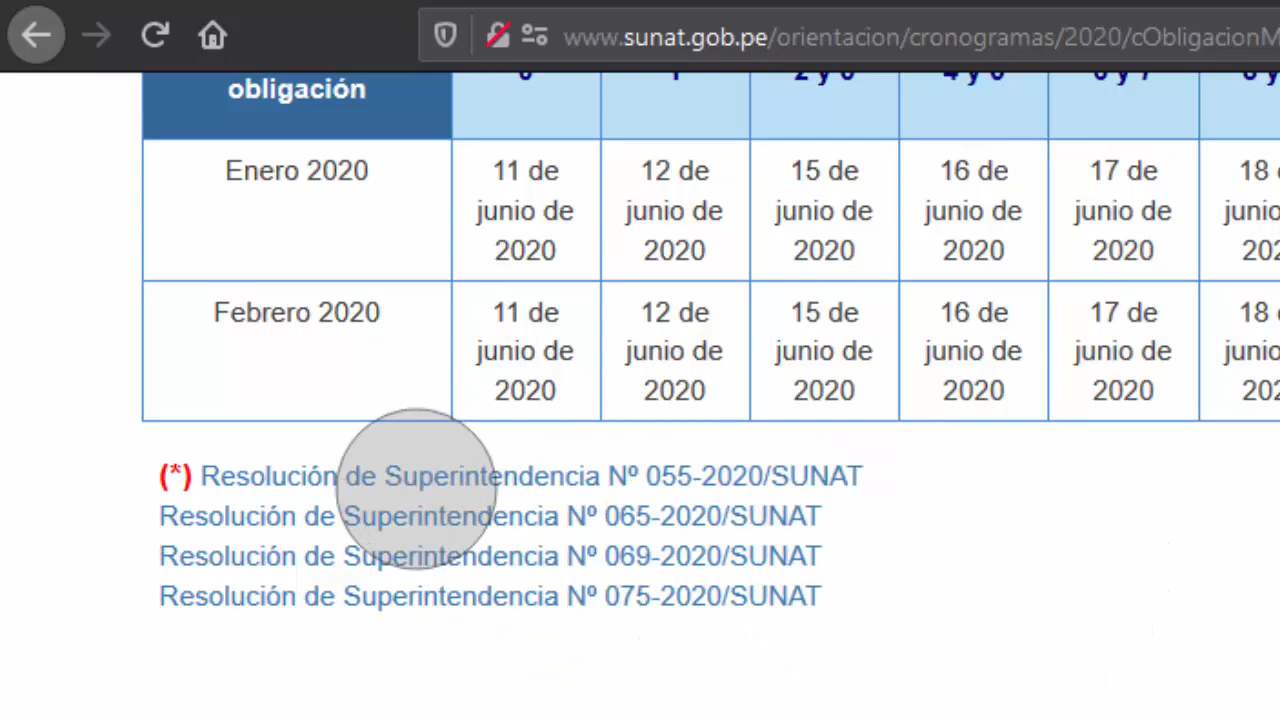 www.sunat.gob.pe/orientacion/cronogramas/2020/cObligacionM
obligación
Enero 2020 11 de junio de 2020 12 de junio de 2020 15 de junio de 2020 16 de junio de 2020 17 de junio de 2020 18
Febrero 2020 11 de junio de 2020 12 de junio de 2020 15 de junio de 2020 16 de junio de 2020 17 de junio de 2020 18
(*) Resolución de Superintendencia Nº 055-2020/SUNAT
Resolución de Superintendencia Nº 065-2020/SUNAT
Resolución de Superintendencia Nº 069-2020/SUNAT
Resolución de Superintendencia Nº 075-2020/SUNAT